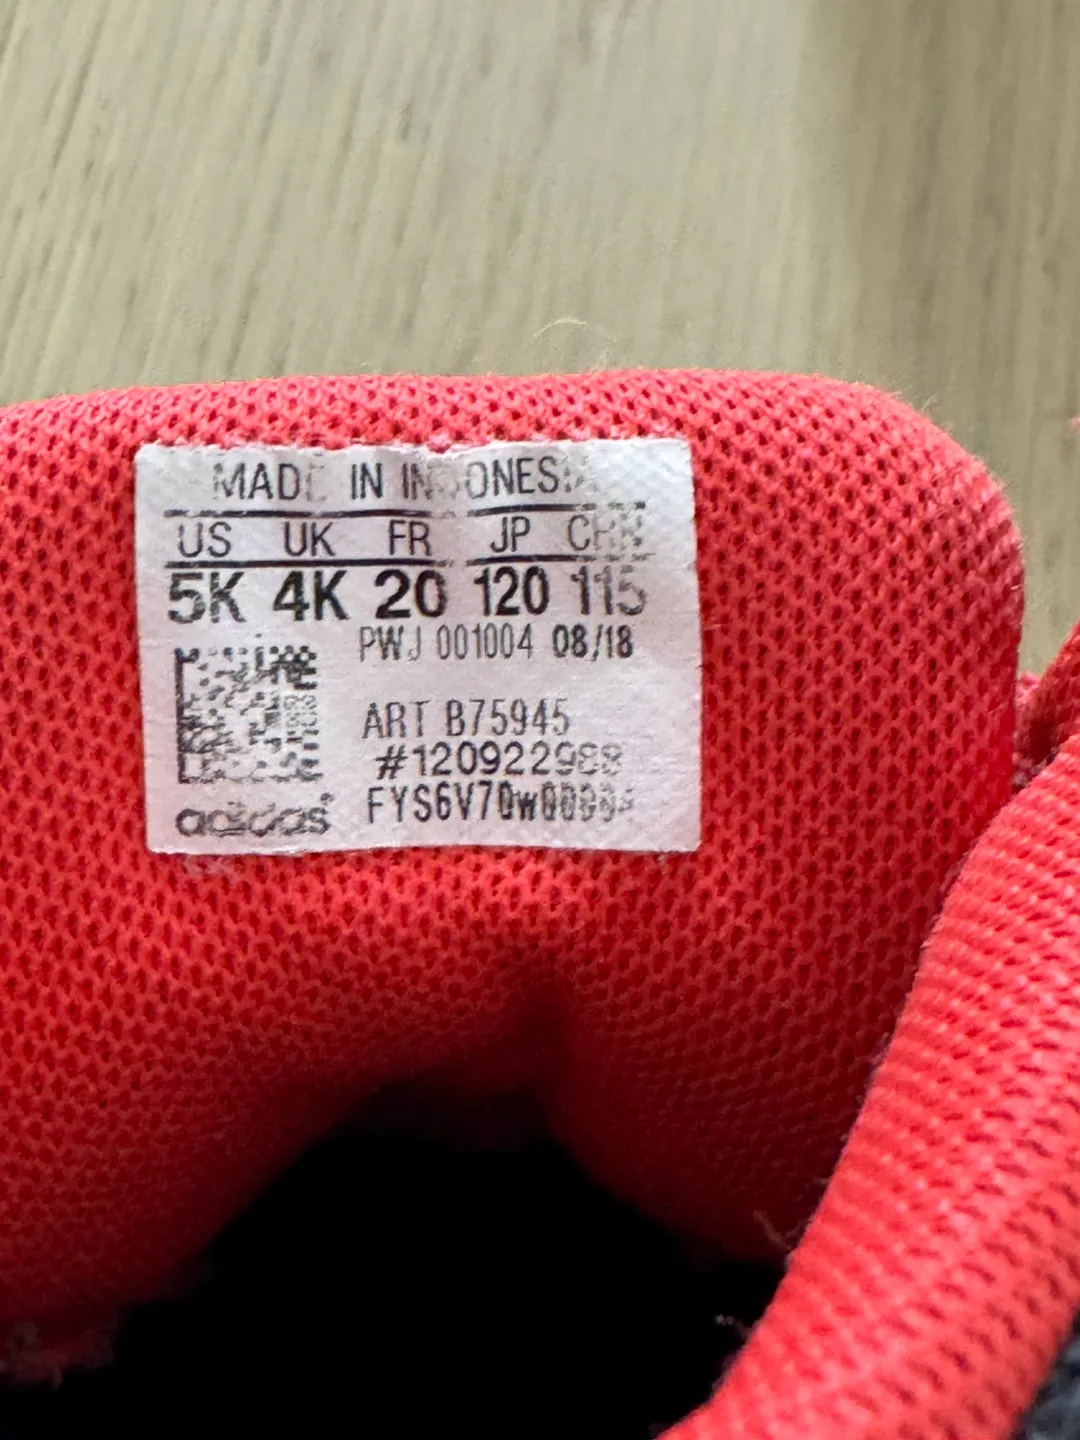 MADE IN INDONESIA
US UK FR JP CHN
5K 4K 20 120 115
PWJ 001004 08/18
ART B75945
#120922988
adidas